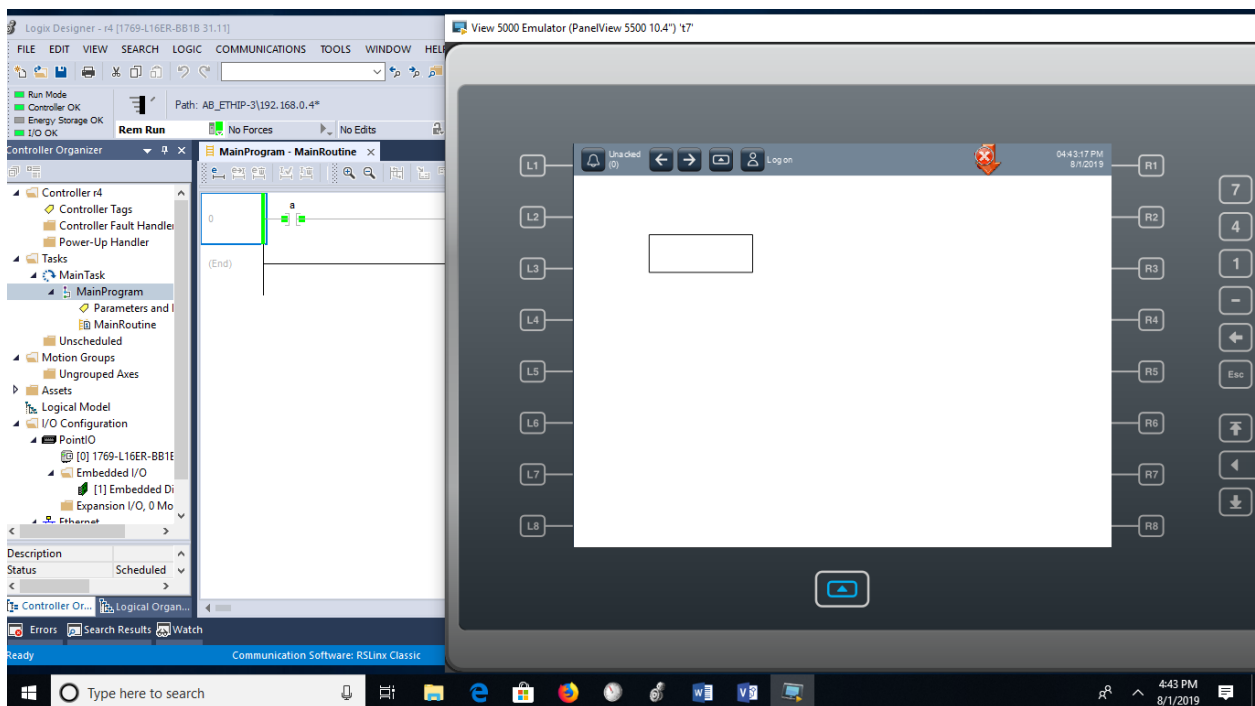 Logix Designer - r4 [1769-L16ER-BB1B 31.11]
FILE EDIT VIEW SEARCH LOGIC COMMUNICATIONS TOOLS WINDOW HELP
Run Mode
Controller OK
Energy Storage OK
I/O OK
Path: AB_ETHIP-3\192.168.0.4*
Rem Run
No Forces
No Edits
Controller Organizer
MainProgram - MainRoutine
Controller r4
Controller Tags
Controller Fault Handler
Power-Up Handler
Tasks
MainTask
MainProgram
Parameters and l
MainRoutine
Unscheduled
Motion Groups
Ungrouped Axes
Assets
Logical Model
I/O Configuration
PointIO
[0] 1769-L16ER-BB1B
Embedded I/O
[1] Embedded Di
Expansion I/O, 0 Mo
Ethernet
0
a
(End)
Description
Status Scheduled
Controller Or...
Logical Organ...
Errors
Search Results
Watch
Ready
Communication Software: RSLinx Classic
View 5000 Emulator (PanelView 5500 10.4") 't7'
Unacked
(0)
Log on
04:43:17 PM
8/1/2019
L1
L2
L3
L4
L5
L6
L7
L8
R1
R2
R3
R4
R5
R6
R7
R8
7
4
1
-
Esc
Type here to search
4:43 PM
8/1/2019